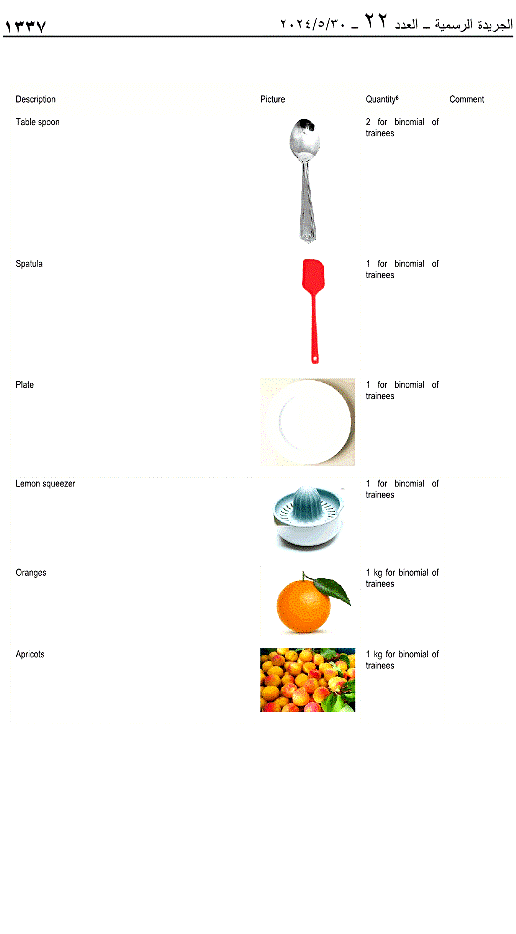 الجريدة الرسمية – العدد ٢٢ – ٢٠٢٤/٥/٣٠
١٣٣٧
Description Picture Quantity⁶ Comment
Table spoon 2 for binomial of
trainees
Spatula 1 for binomial of
trainees
Plate 1 for binomial of
trainees
Lemon squeezer 1 for binomial of
trainees
Oranges 1 kg for binomial of
trainees
Apricots 1 kg for binomial of
trainees